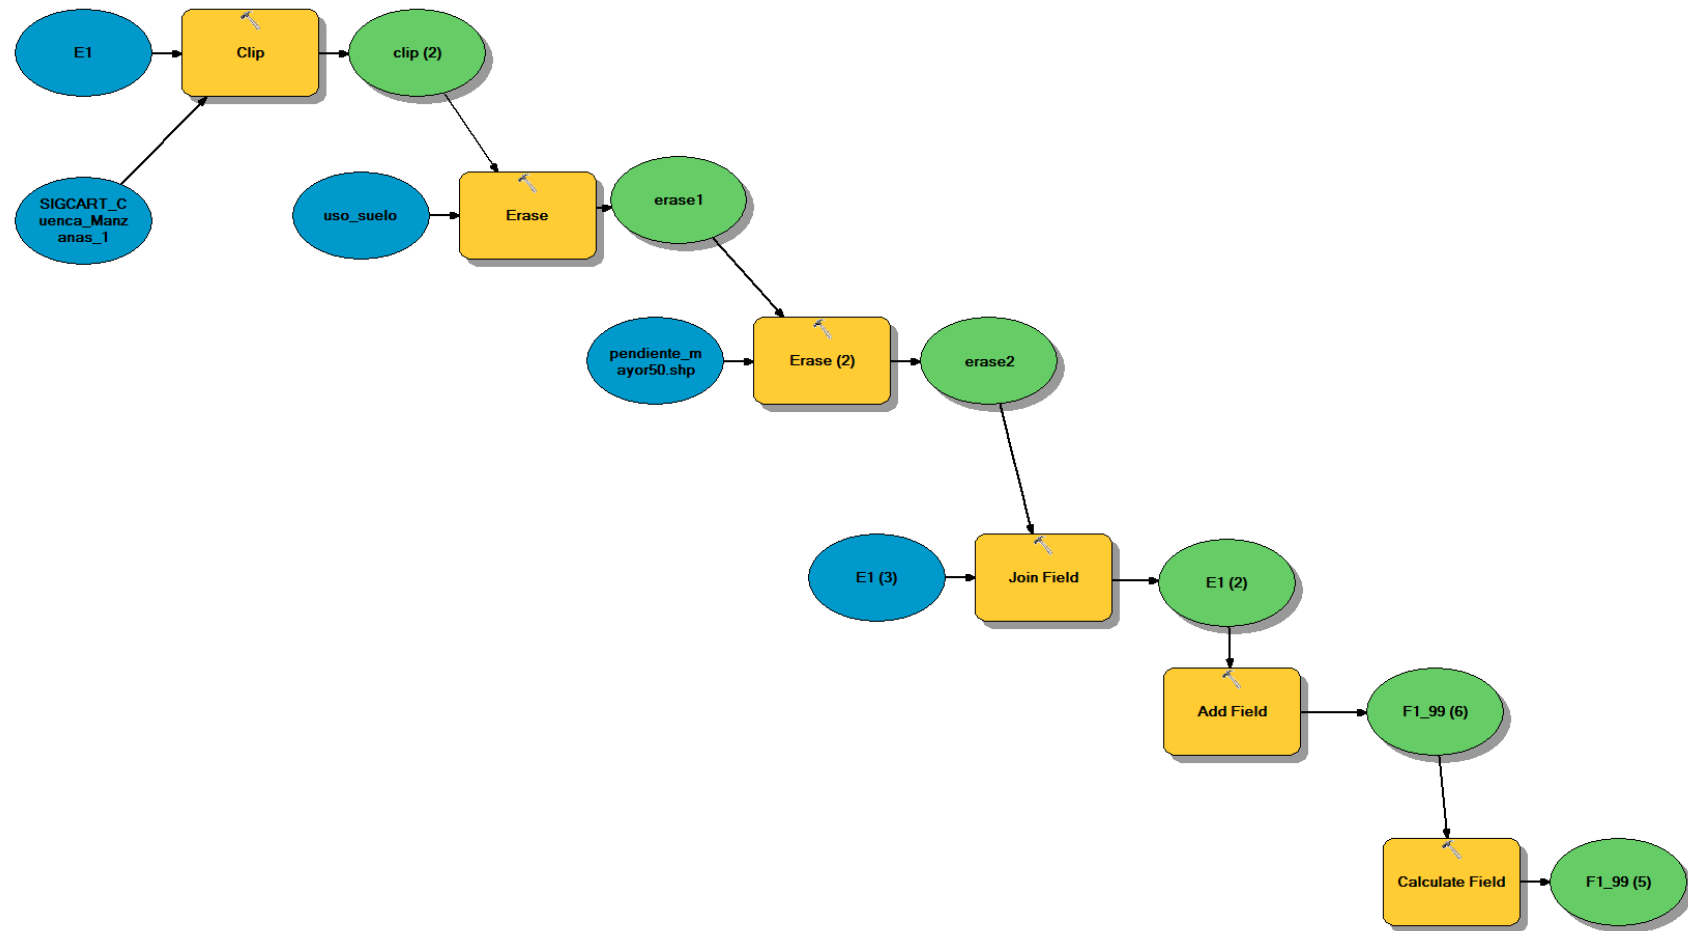 E1
Clip
clip (2)
SIGCART_C
uenca_Manz
anas_1
uso_suelo
Erase
erase1
pendiente_m
ayor50.shp
Erase (2)
erase2
E1 (3)
Join Field
E1 (2)
Add Field
F1_99 (6)
Calculate Field
F1_99 (5)